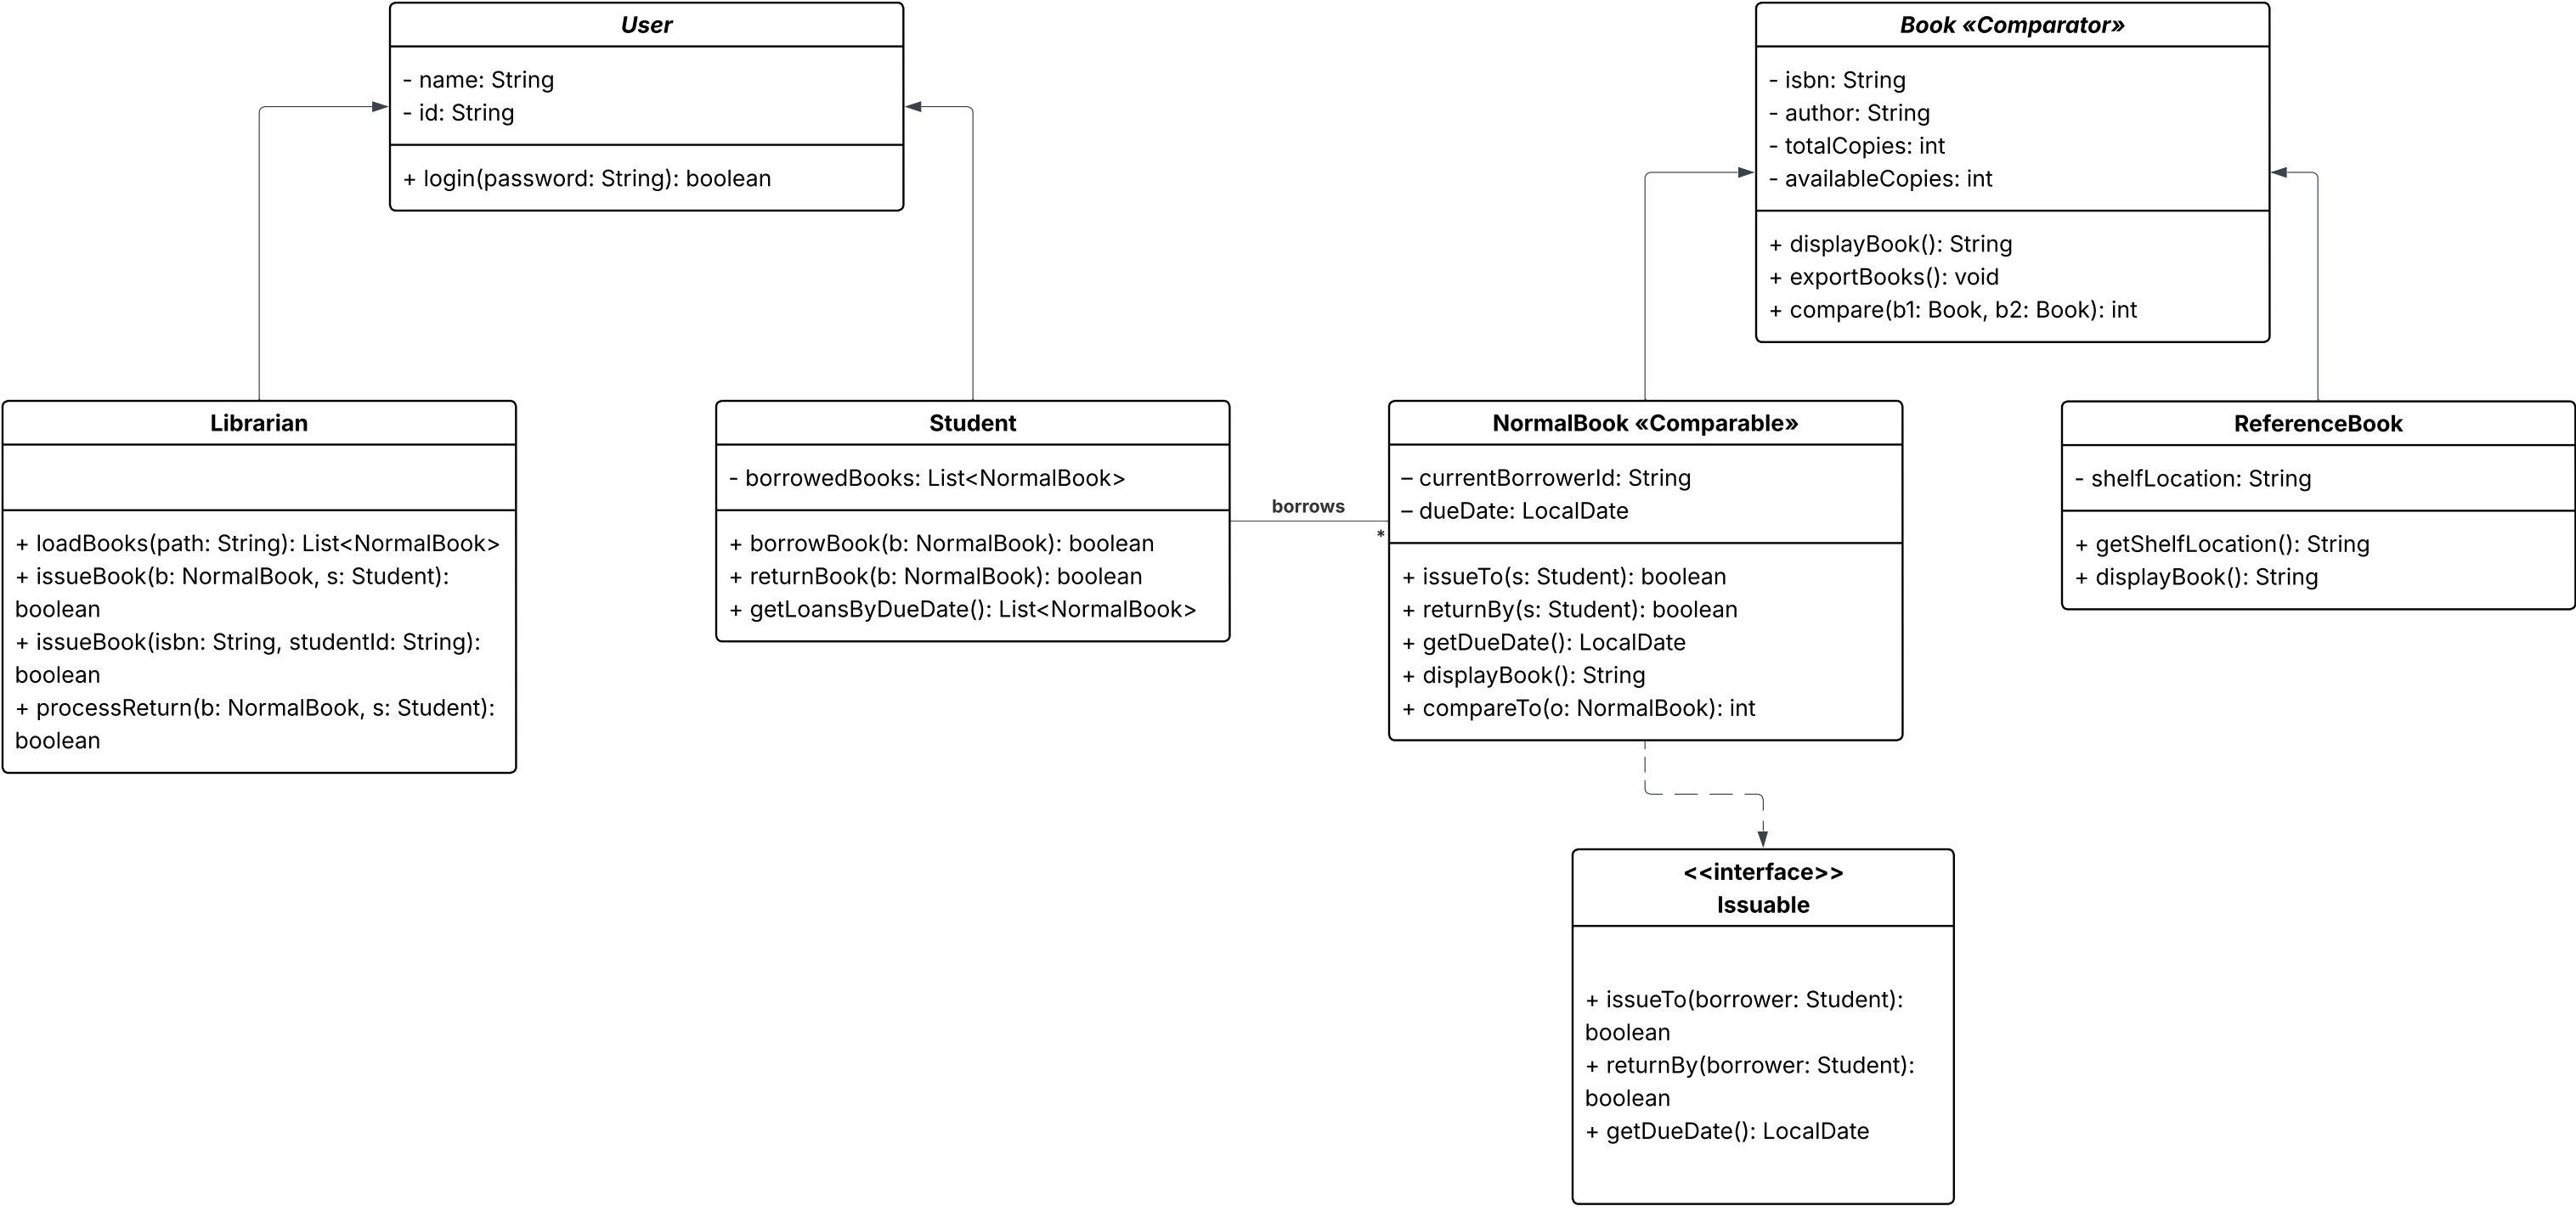 User
- name: String
- id: String
+ login(password: String): boolean
Book «Comparator»
- isbn: String
- author: String
- totalCopies: int
- availableCopies: int
+ displayBook(): String
+ exportBooks(): void
+ compare(b1: Book, b2: Book): int
Librarian
+ loadBooks(path: String): List<NormalBook>
+ issueBook(b: NormalBook, s: Student):
boolean
+ issueBook(isbn: String, studentId: String):
boolean
+ processReturn(b: NormalBook, s: Student):
boolean
Student
- borrowedBooks: List<NormalBook>
+ borrowBook(b: NormalBook): boolean
+ returnBook(b: NormalBook): boolean
+ getLoansByDueDate(): List<NormalBook>
borrows
*
NormalBook «Comparable»
– currentBorrowerId: String
– dueDate: LocalDate
+ issueTo(s: Student): boolean
+ returnBy(s: Student): boolean
+ getDueDate(): LocalDate
+ displayBook(): String
+ compareTo(o: NormalBook): int
ReferenceBook
- shelfLocation: String
+ getShelfLocation(): String
+ displayBook(): String
<<interface>>
Issuable
+ issueTo(borrower: Student):
boolean
+ returnBy(borrower: Student):
boolean
+ getDueDate(): LocalDate